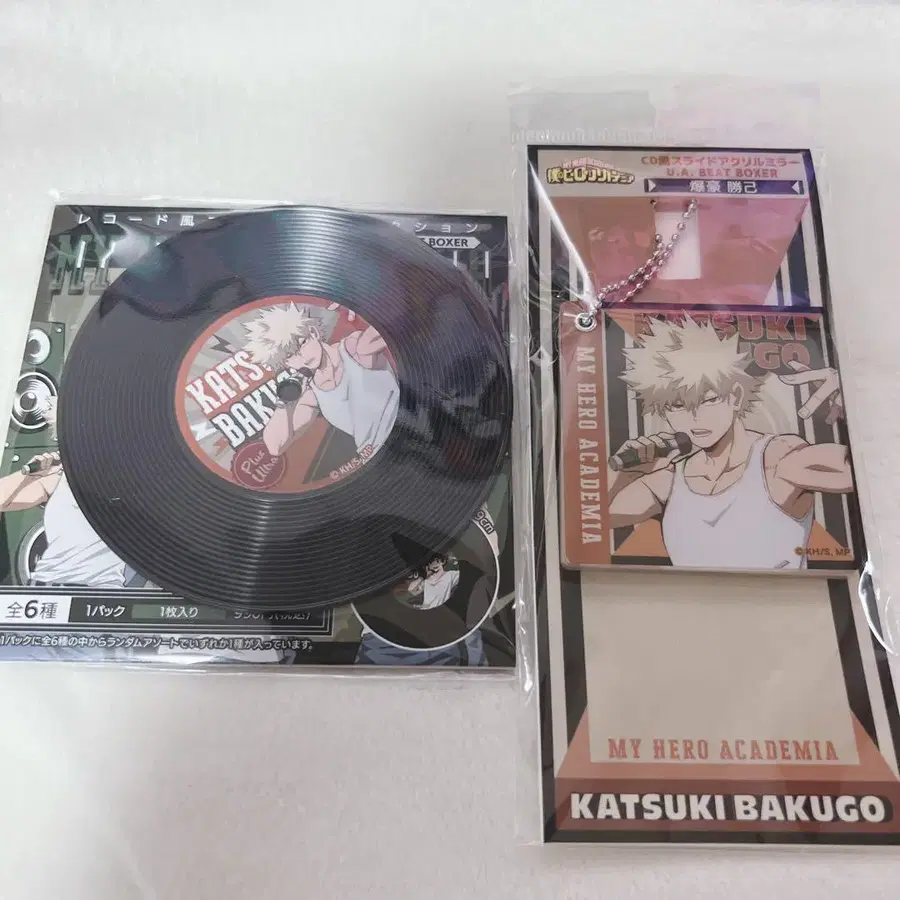 レコード風
ション
BOXER
KATS
BAKU
Plus
Ultra
©KH/S, MP
全6種
1パック
1枚入り
1パックに全6種の中からランダムアソートでいずれか1種が入っています。
僕のヒーローアカデミア
CD風スライドアクリルミラー
U.A. BEAT BOXER
爆豪 勝己
KATSUKI
GO
MY HERO ACADEMIA
©KH/S, MP
MY HERO ACADEMIA
KATSUKI BAKUGO